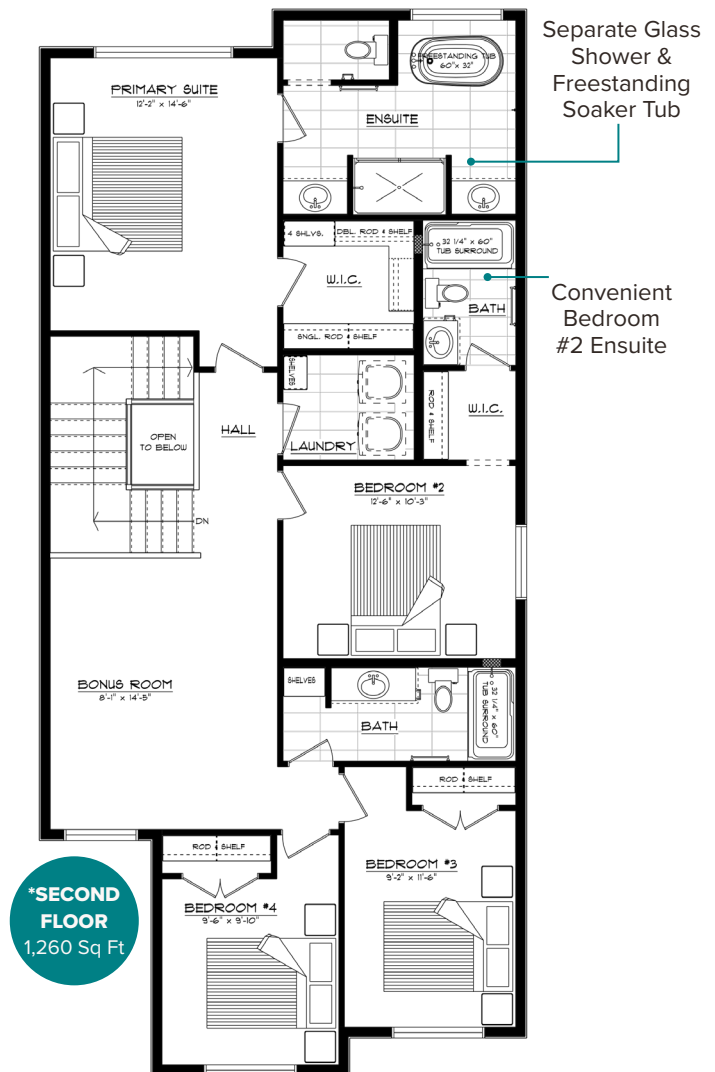 Separate Glass
Shower &
Freestanding
Soaker Tub
FREESTANDING TUB
60"x 32"
PRIMARY SUITE
12'-2" x 14'-6"
ENSUITE
4 SHLVS.
DBL. ROD & SHELF
32 1/4" x 60"
TUB SURROUND
W.I.C.
BATH
Convenient
Bedroom
#2 Ensuite
SNGL. ROD & SHELF
SHELVES
ROD & SHELF
W.I.C.
HALL
LAUNDRY
OPEN
TO BELOW
BEDROOM #2
12'-6" x 10'-3"
DN
BONUS ROOM
8'-1" x 14'-5"
SHELVES
32 1/4" x 60"
TUB SURROUND
BATH
ROD & SHELF
ROD & SHELF
BEDROOM #3
9'-2" x 11'-6"
*SECOND
FLOOR
1,260 Sq Ft
BEDROOM #4
9'-6" x 9'-10"